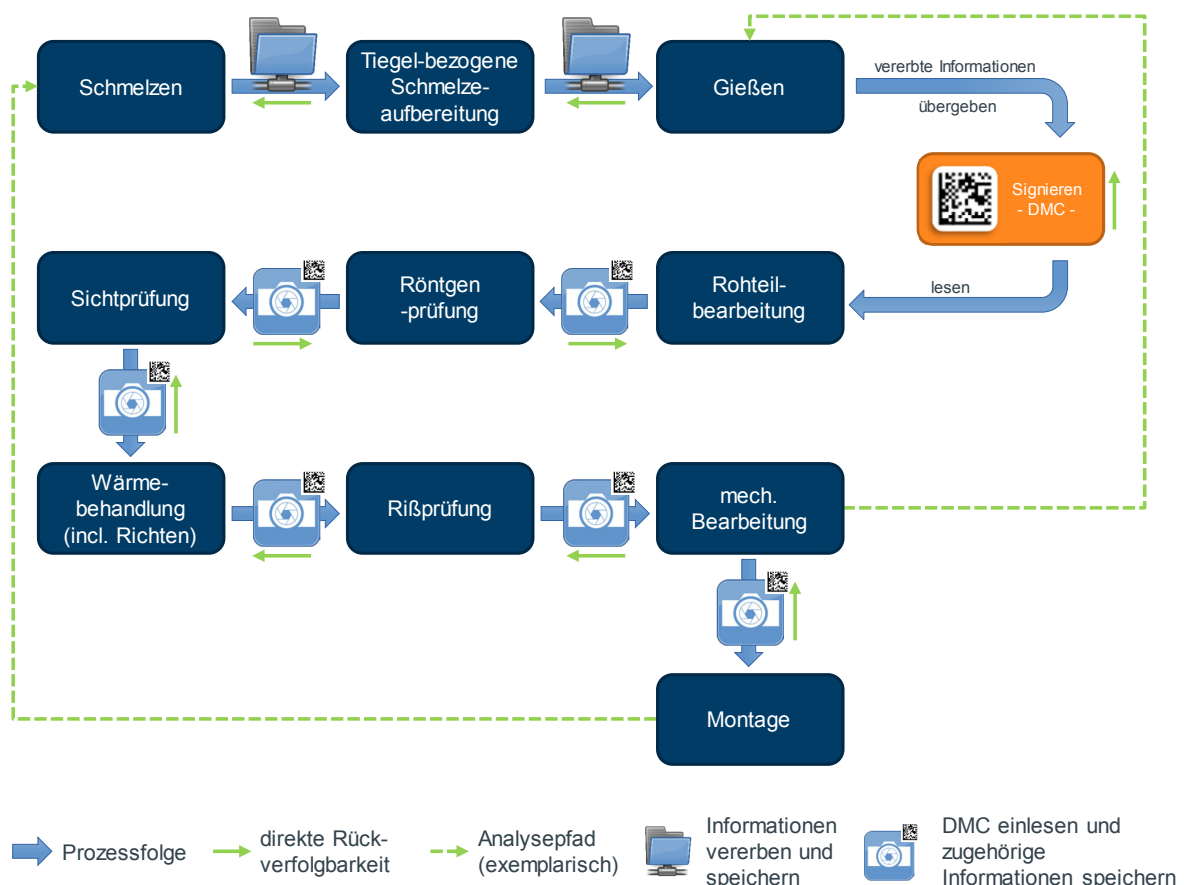 Schmelzen
Tiegel-bezogene
Schmelze-
aufbereitung
Gießen
vererbte Informationen
übergeben
Signieren
- DMC -
lesen
Sichtprüfung
Röntgen
-prüfung
Rohteil-
bearbeitung
Wärme-
behandlung
(incl. Richten)
Rißprüfung
mech.
Bearbeitung
Montage
Prozessfolge
direkte Rück-
verfolgbarkeit
Analysepfad
(exemplarisch)
Informationen
vererben und
speichern
DMC einlesen und
zugehörige
Informationen speichern